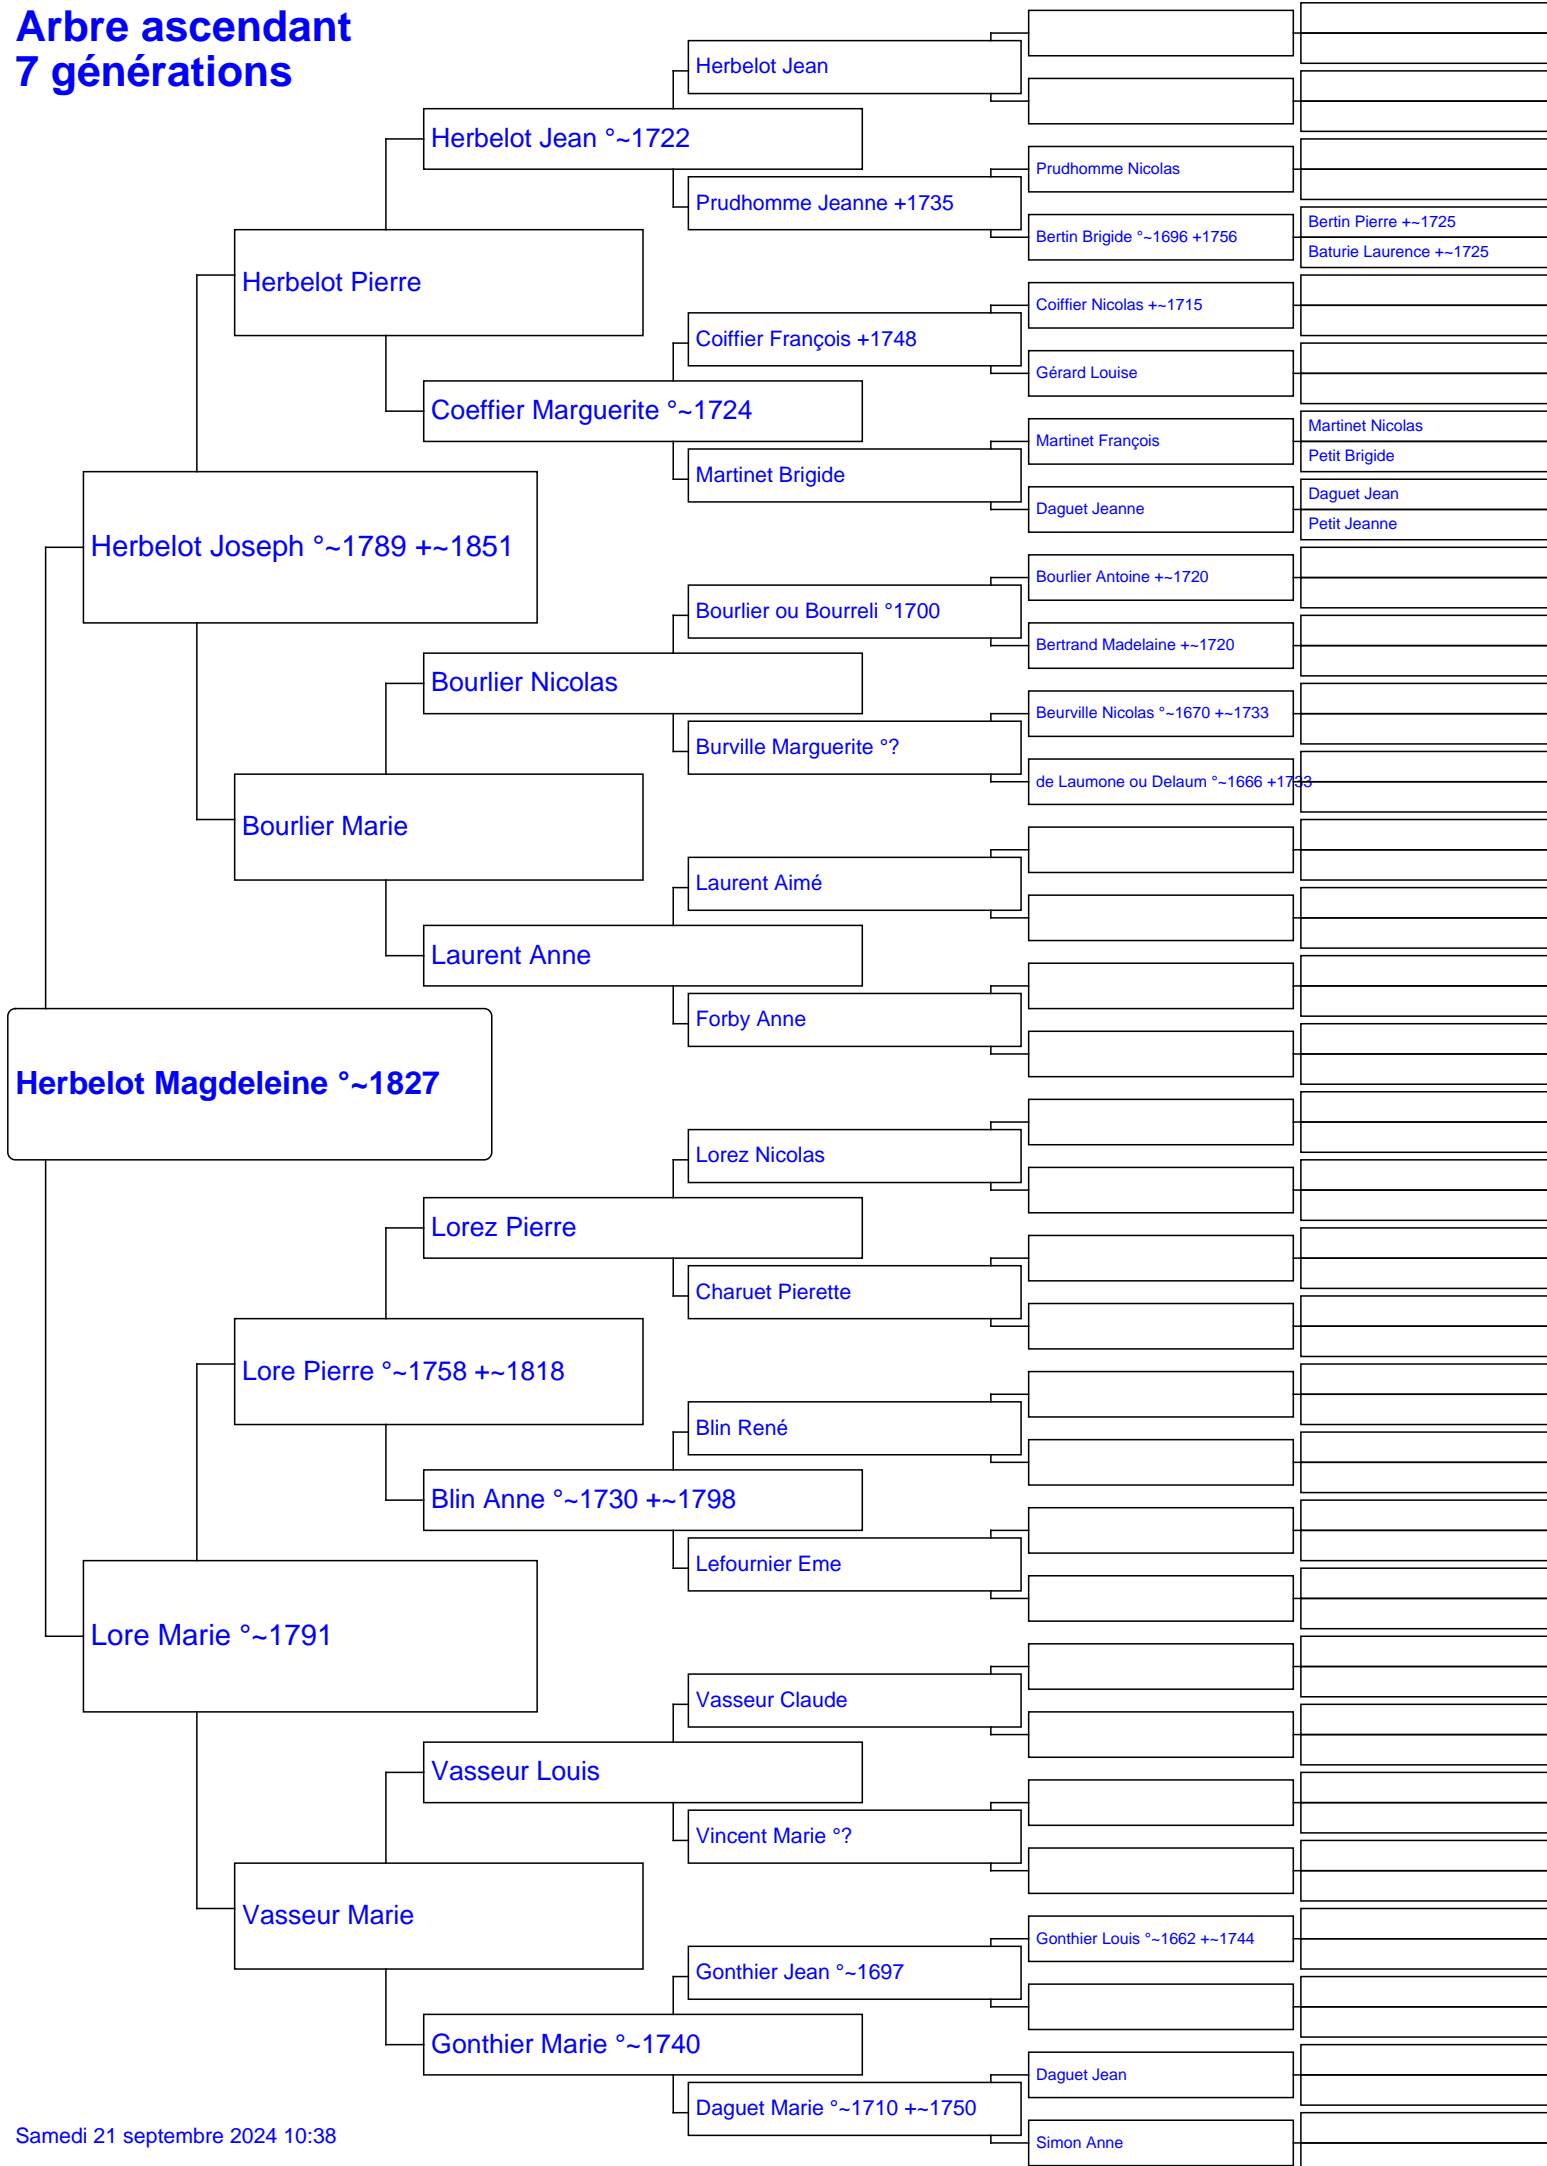 Arbre ascendant
7 générations
Herbelot Jean
Herbelot Jean °~1722
Prudhomme Nicolas
Prudhomme Jeanne +1735
Bertin Pierre +~1725
Bertin Brigide °~1696 +1756
Baturie Laurence +~1725
Herbelot Pierre
Coiffier Nicolas +~1715
Coiffier François +1748
Gérard Louise
Coeffier Marguerite °~1724
Martinet Nicolas
Martinet François
Petit Brigide
Martinet Brigide
Daguet Jean
Daguet Jeanne
Petit Jeanne
Herbelot Joseph °~1789 +~1851
Bourlier Antoine +~1720
Bourlier ou Bourreli °1700
Bertrand Madelaine +~1720
Bourlier Nicolas
Beurville Nicolas °~1670 +~1733
Burville Marguerite °?
de Laumone ou Delaum °~1666 +1733
Bourlier Marie
Laurent Aimé
Laurent Anne
Forby Anne
Herbelot Magdeleine °~1827
Lorez Nicolas
Lorez Pierre
Charuet Pierette
Lore Pierre °~1758 +~1818
Blin René
Blin Anne °~1730 +~1798
Lefournier Eme
Lore Marie °~1791
Vasseur Claude
Vasseur Louis
Vincent Marie °?
Vasseur Marie
Gonthier Louis °~1662 +~1744
Gonthier Jean °~1697
Gonthier Marie °~1740
Daguet Jean
Daguet Marie °~1710 +~1750
Simon Anne
Samedi 21 septembre 2024 10:38